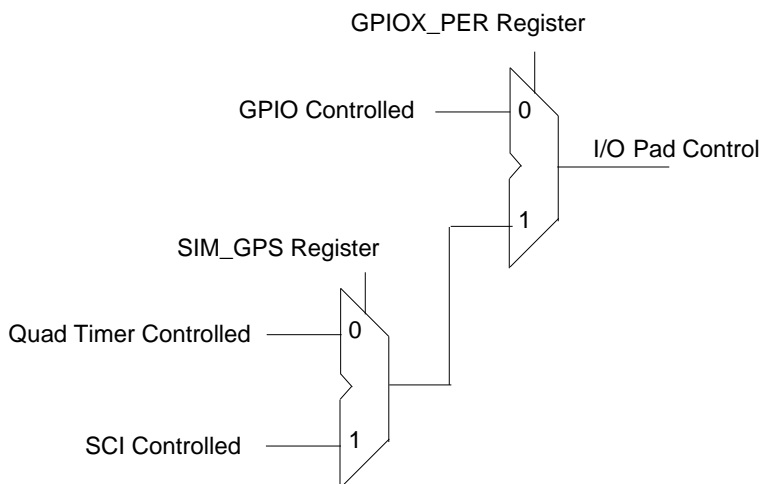 GPIOX_PER Register
GPIO Controlled
0
I/O Pad Control
1
SIM_GPS Register
Quad Timer Controlled
0
SCI Controlled
1